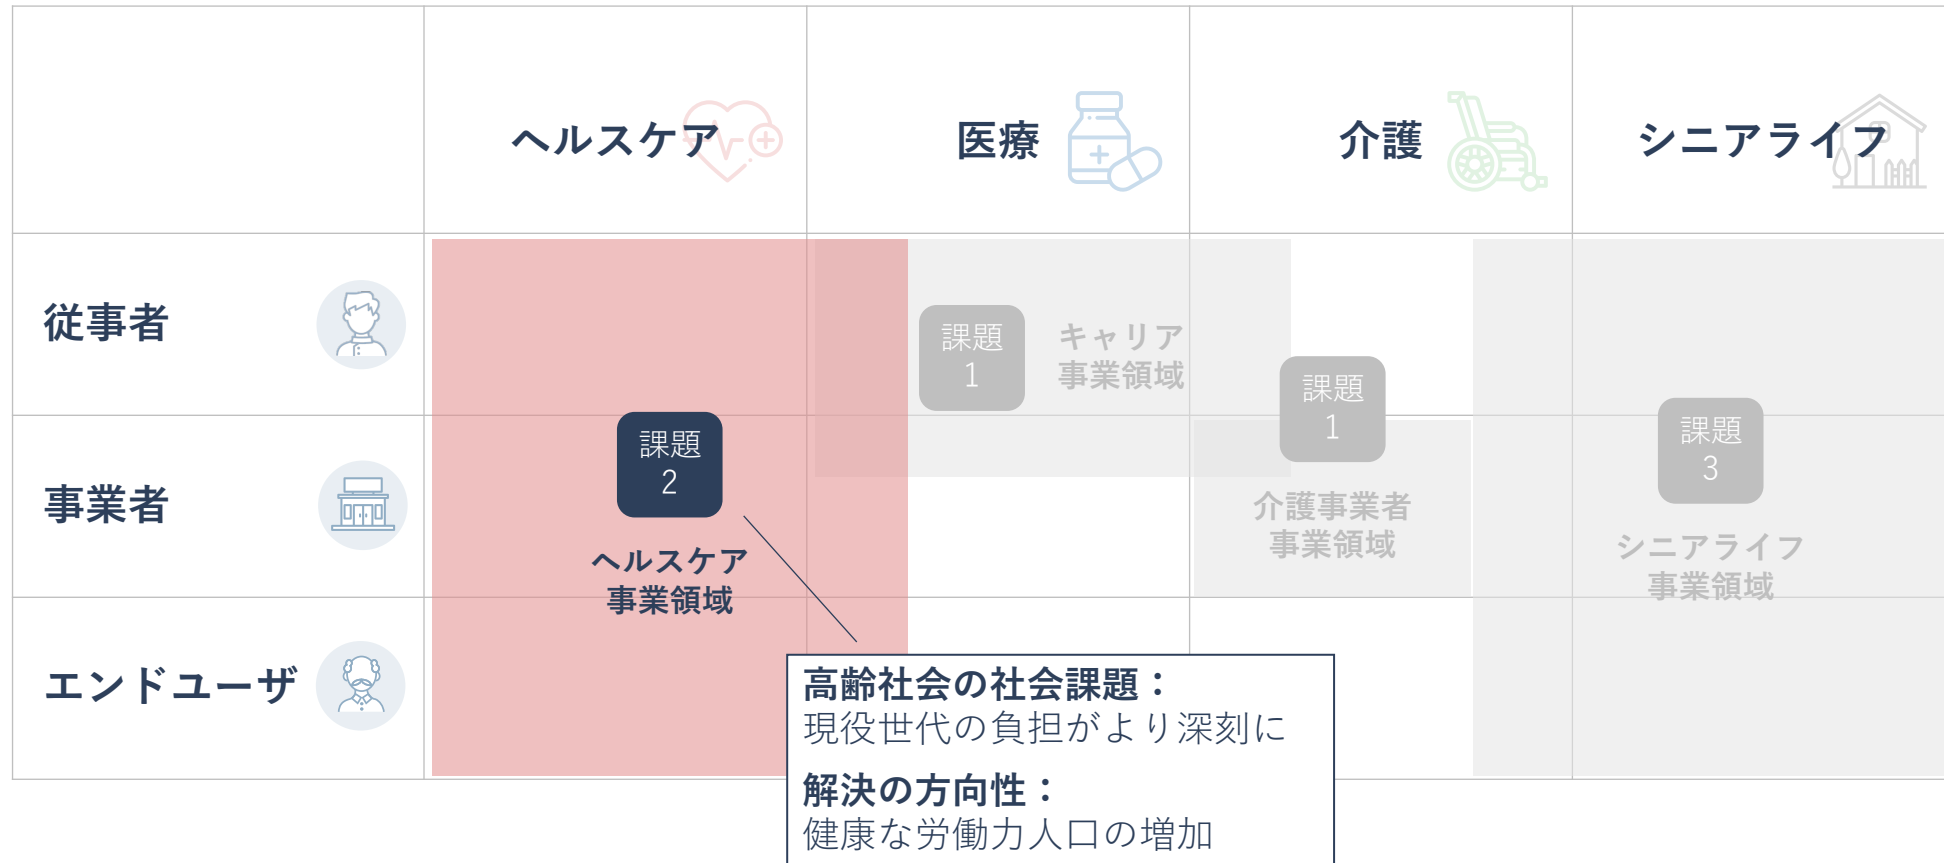 ヘルスケア
医療
介護
シニアライフ
従事者
課題
1
キャリア
事業領域
課題
1
事業者
課題
2
ヘルスケア
事業領域
介護事業者
事業領域
課題
3
シニアライフ
事業領域
エンドユーザ
高齢社会の社会課題：
現役世代の負担がより深刻に
解決の方向性：
健康な労働力人口の増加